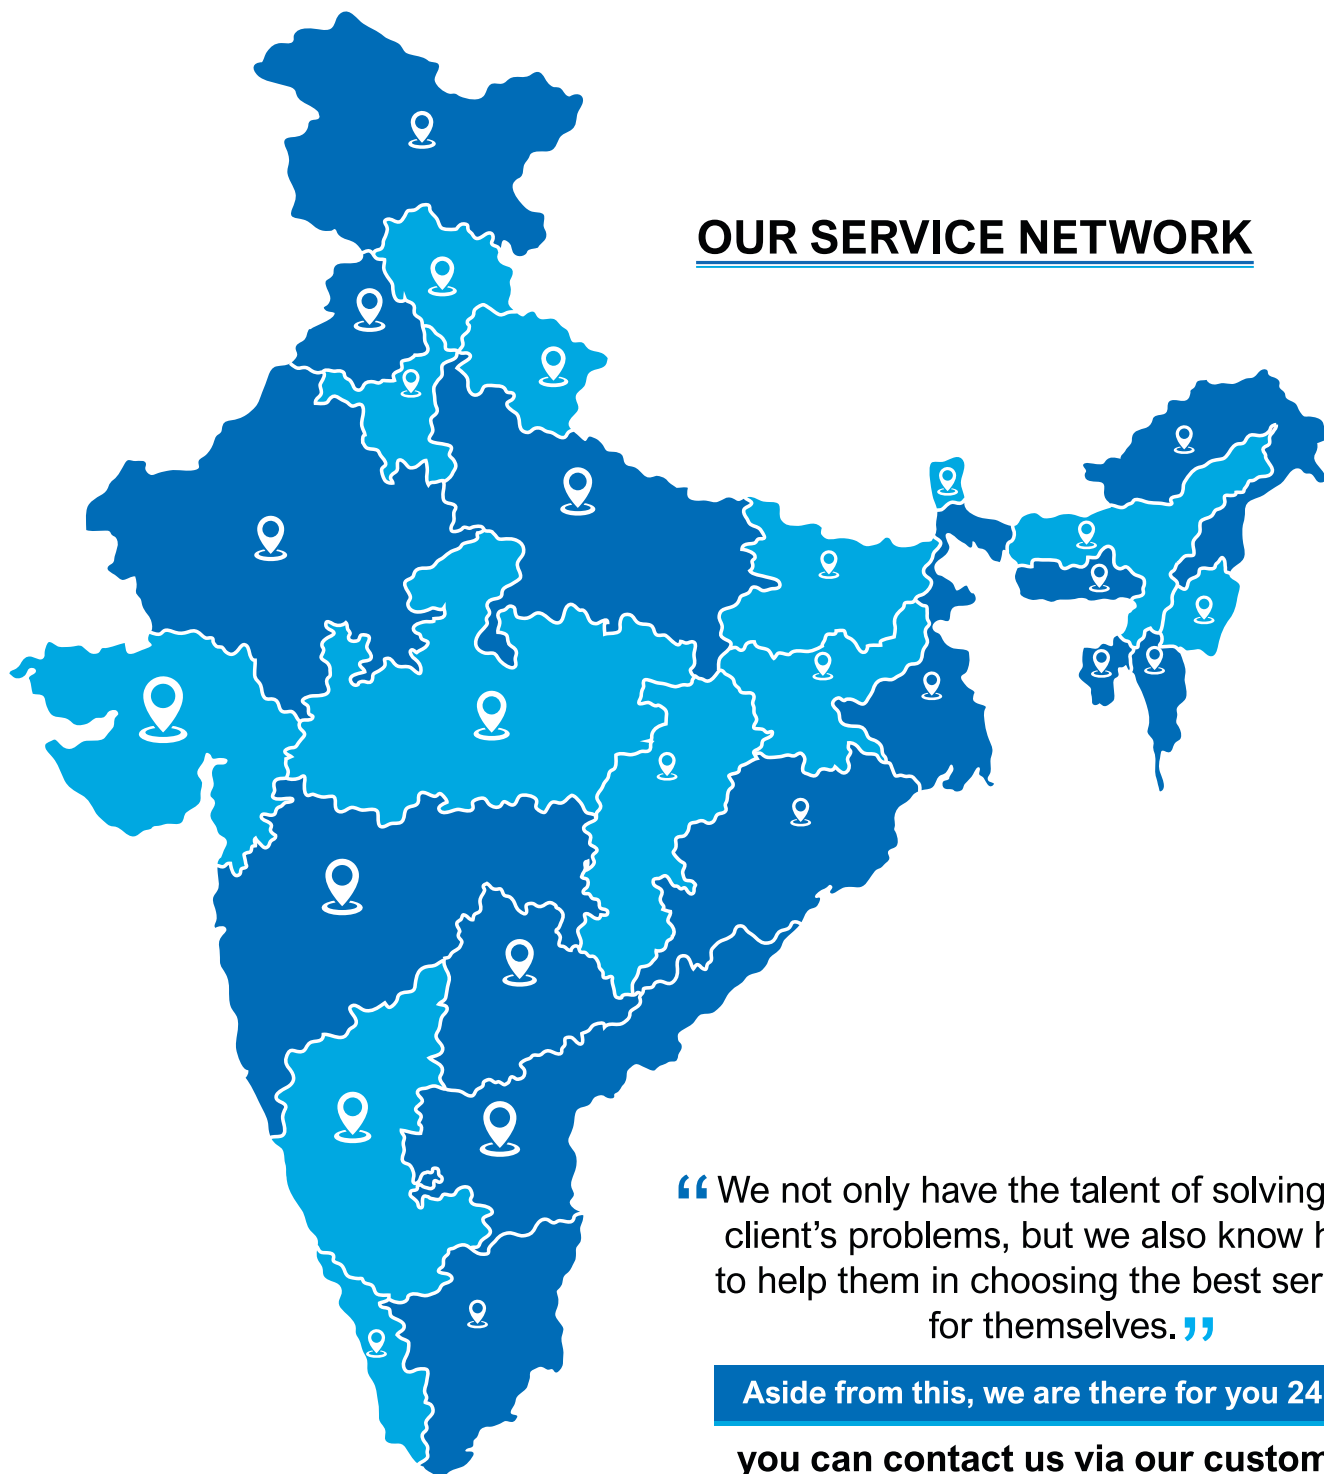 OUR SERVICE NETWORK
“ We not only have the talent of solving
client’s problems, but we also know
to help them in choosing the best
for themselves. ”
Aside from this, we are there for you 24
you can contact us via our